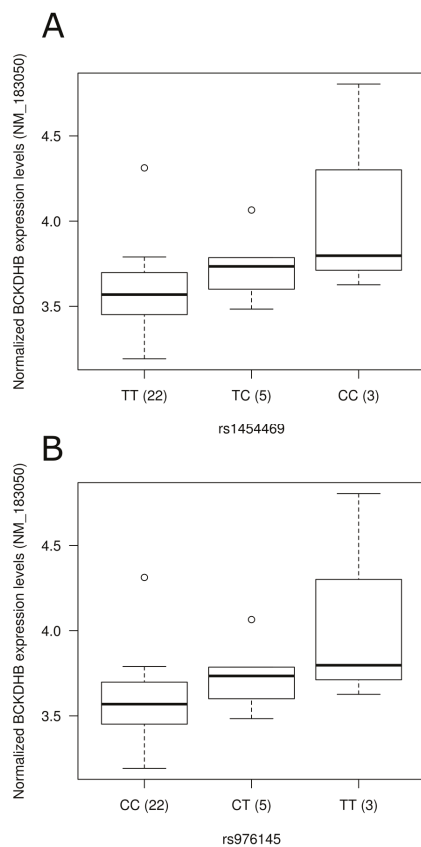 A
Normalized BCKDHB expression levels (NM_183050)
4.5
4.0
3.5
TT (22) TC (5) CC (3)
rs1454469
B
Normalized BCKDHB expression levels (NM_183050)
4.5
4.0
3.5
CC (22) CT (5) TT (3)
rs976145